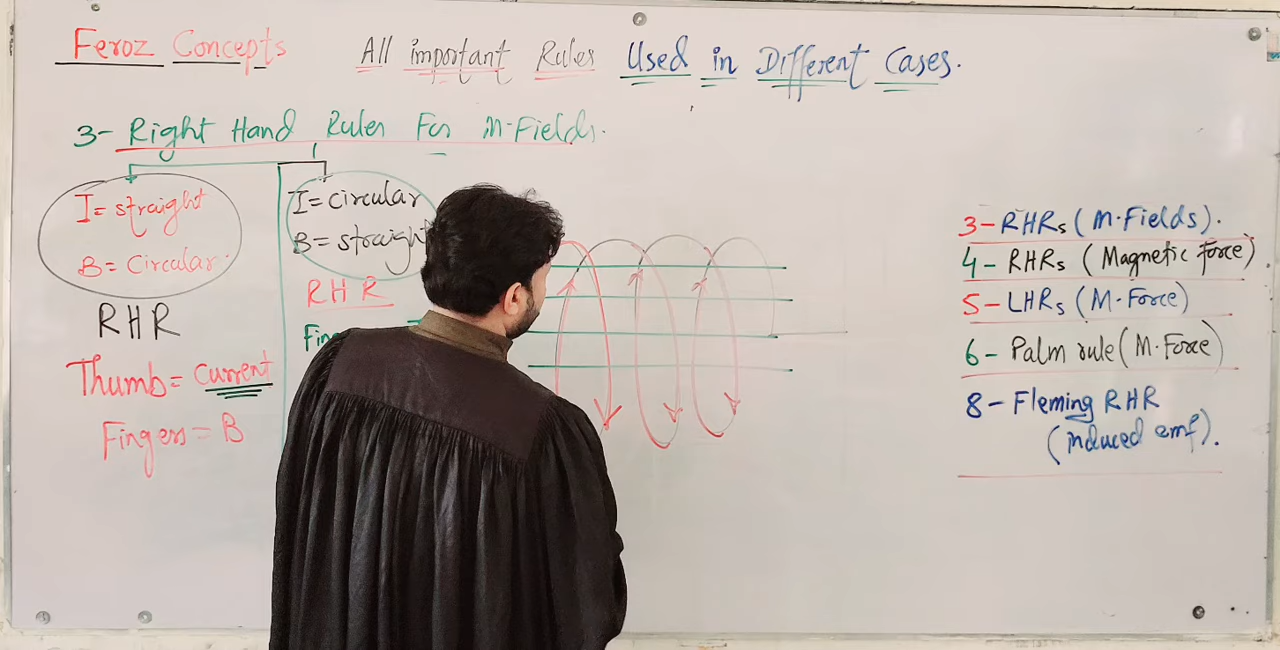 Feroz Concepts
All important Rules Used in Different Cases.
3- Right Hand Rules For M-Fields.
I= straight
B= Circular.
RHR
Thumb= current
Fingers= B
I= circular
B= straight
RHR
3-RHRs (M.Fields).
4-RHRs (Magnetic force)
5-LHRs (M-Force)
6-Palm rule (M.Force)
8-Fleming RHR
(induced emf).